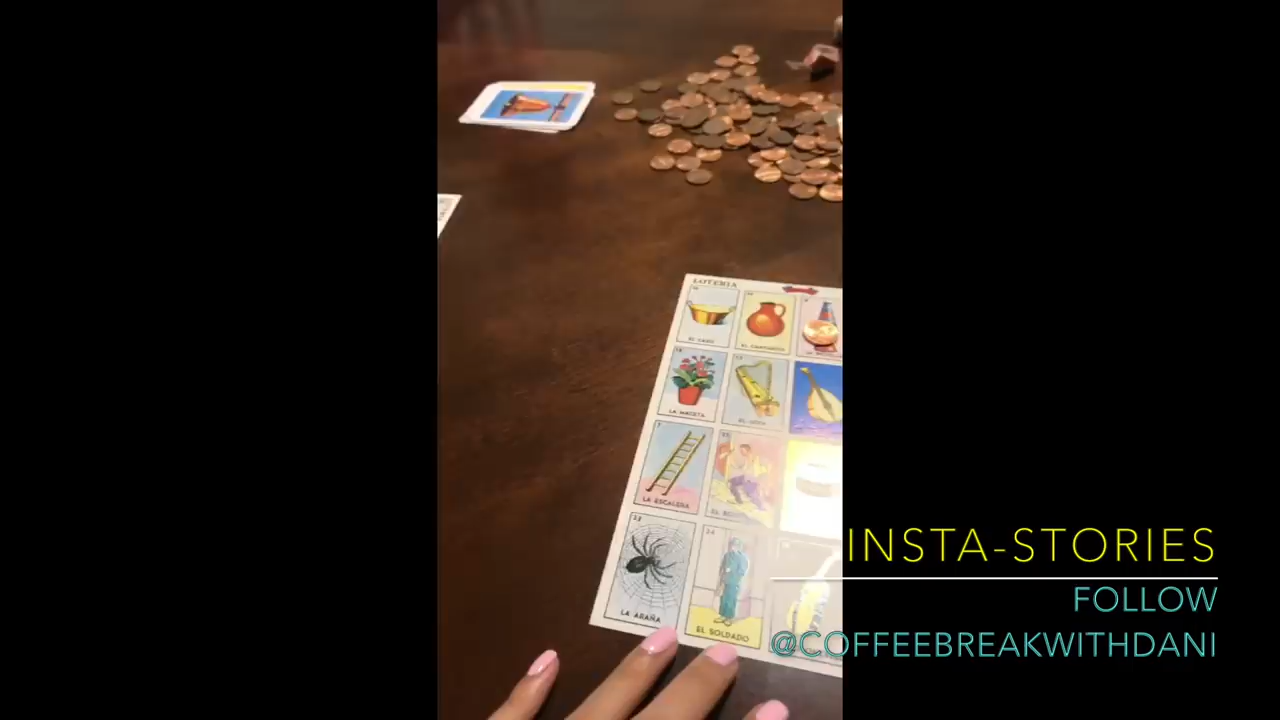 LOTERIA
EL CAZO
EL CANTARITO
LA MACETA
LA ESCALERA
LA ARAÑA
EL SOLDADO
INSTA-STORIES
FOLLOW
@COFFEEBREAKWITHDANI